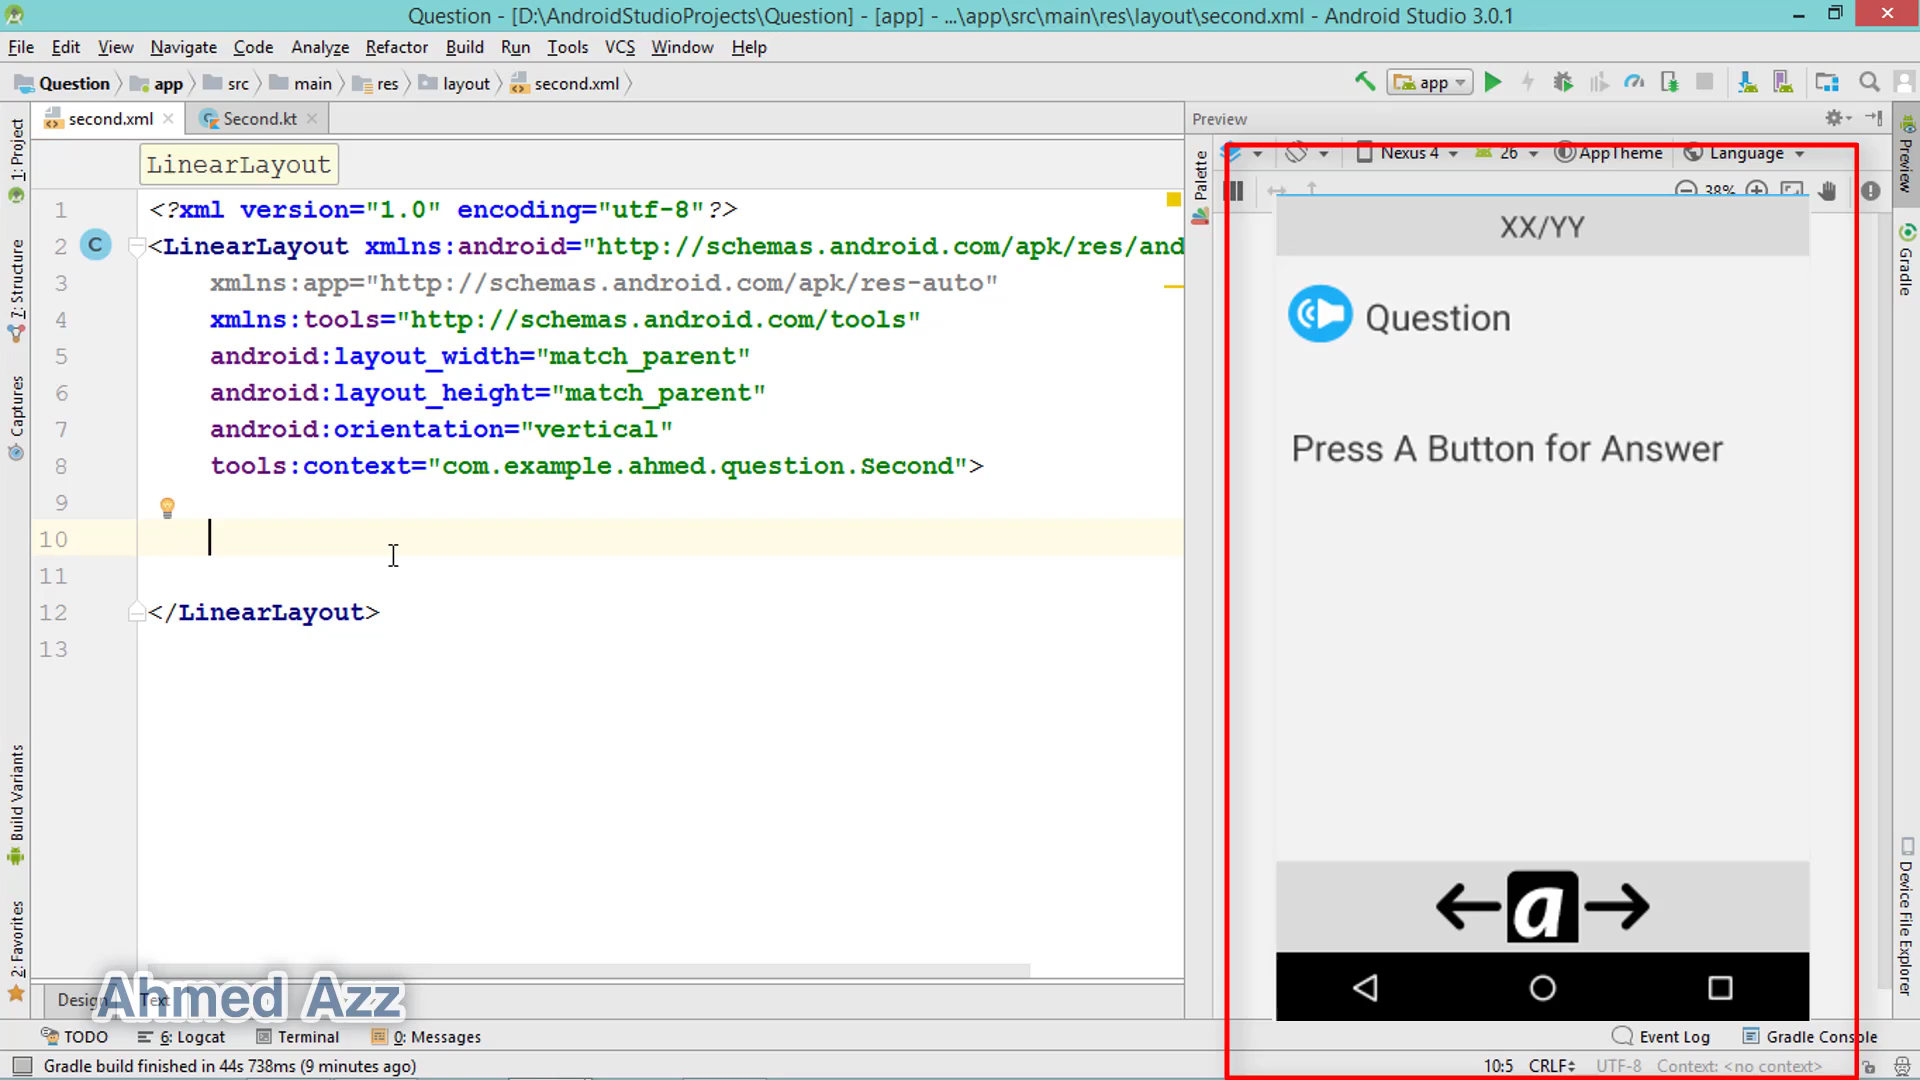 Question - [D:\AndroidStudioProjects\Question] - [app] - ...\app\src\main\res\layout\second.xml - Android Studio 3.0.1
File Edit View Navigate Code Analyze Refactor Build Run Tools VCS Window Help
Question app src main res layout second.xml
app
second.xml Second.kt
Preview
1: Project
7: Structure
Captures
Build Variants
2: Favorites
LinearLayout
1 <?xml version="1.0" encoding="utf-8"?>
2 C <LinearLayout xmlns:android="http://schemas.android.com/apk/res/and
3 xmlns:app="http://schemas.android.com/apk/res-auto"
4 xmlns:tools="http://schemas.android.com/tools"
5 android:layout_width="match_parent"
6 android:layout_height="match_parent"
7 android:orientation="vertical"
8 tools:context="com.example.ahmed.question.Second">
9
10
11
12 </LinearLayout>
13
Palette
Nexus 4 26 AppTheme Language
38%
XX/YY
Question
Press A Button for Answer
a
Preview
Gradle
Device File Explorer
Design Text
Ahmed Azz
TODO 6: Logcat Terminal 0: Messages
Event Log Gradle Console
Gradle build finished in 44s 738ms (9 minutes ago)
10:5 CRLF UTF-8 Context: <no context>